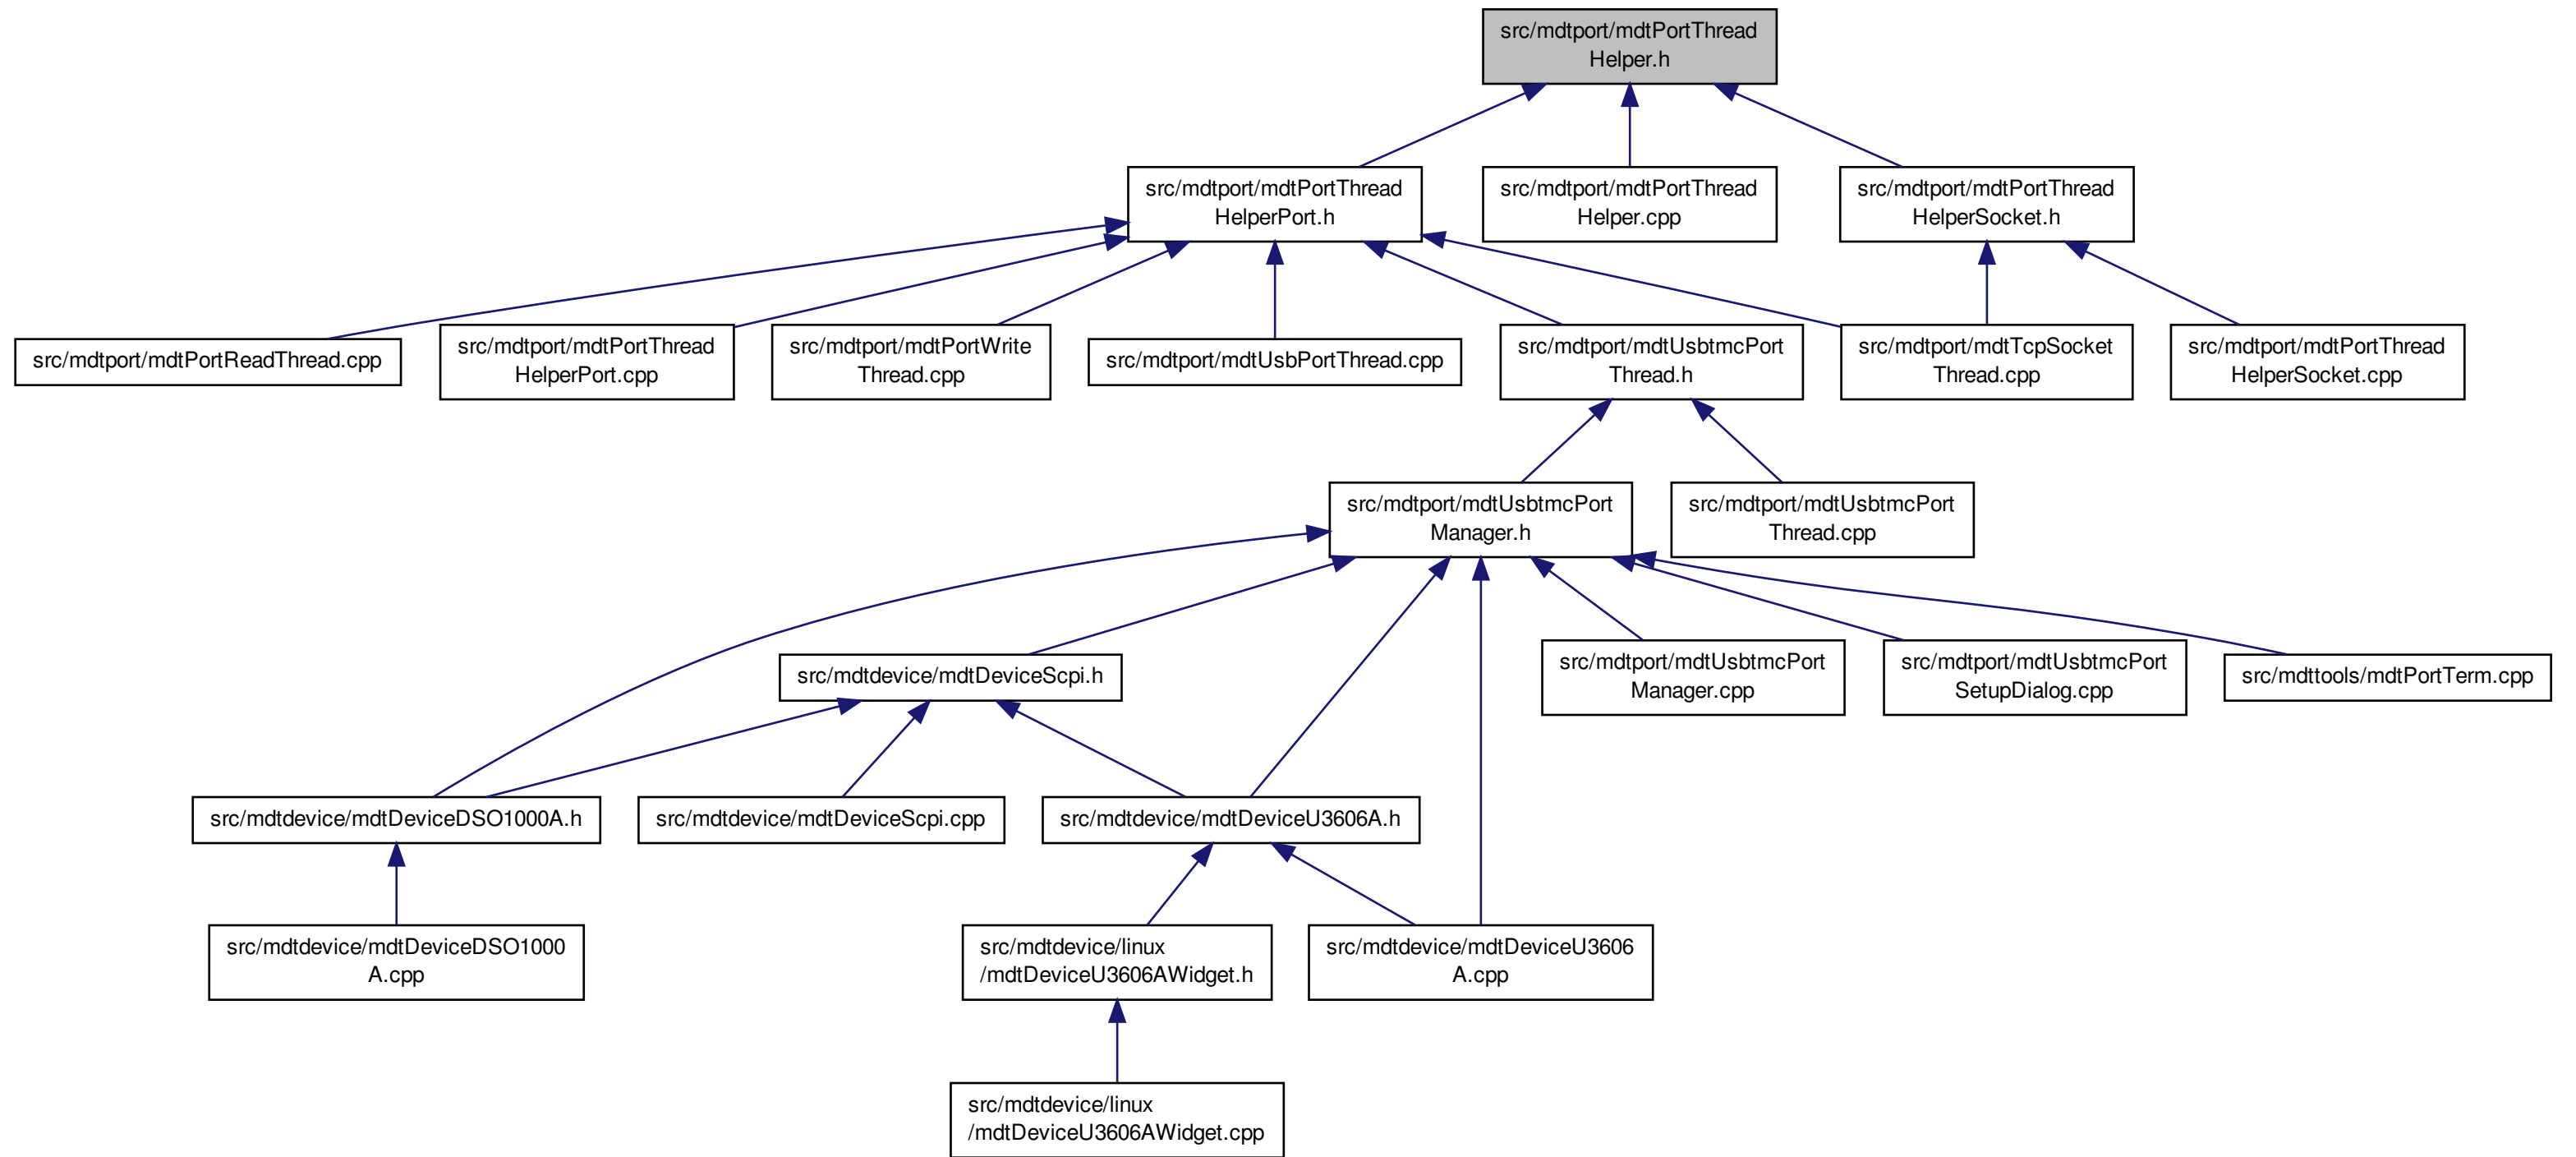 src/mdtport/mdtPortThread
Helper.h
src/mdtport/mdtPortThread
HelperPort.h
src/mdtport/mdtPortThread
Helper.cpp
src/mdtport/mdtPortThread
HelperSocket.h
src/mdtport/mdtPortReadThread.cpp
src/mdtport/mdtPortThread
HelperPort.cpp
src/mdtport/mdtPortWrite
Thread.cpp
src/mdtport/mdtUsbPortThread.cpp
src/mdtport/mdtUsbtmcPort
Thread.h
src/mdtport/mdtTcpSocket
Thread.cpp
src/mdtport/mdtPortThread
HelperSocket.cpp
src/mdtport/mdtUsbtmcPort
Manager.h
src/mdtport/mdtUsbtmcPort
Thread.cpp
src/mdtdevice/mdtDeviceScpi.h
src/mdtport/mdtUsbtmcPort
Manager.cpp
src/mdtport/mdtUsbtmcPort
SetupDialog.cpp
src/mdttools/mdtPortTerm.cpp
src/mdtdevice/mdtDeviceDSO1000A.h
src/mdtdevice/mdtDeviceScpi.cpp
src/mdtdevice/mdtDeviceU3606A.h
src/mdtdevice/mdtDeviceDSO1000
A.cpp
src/mdtdevice/linux
/mdtDeviceU3606AWidget.h
src/mdtdevice/mdtDeviceU3606
A.cpp
src/mdtdevice/linux
/mdtDeviceU3606AWidget.cpp